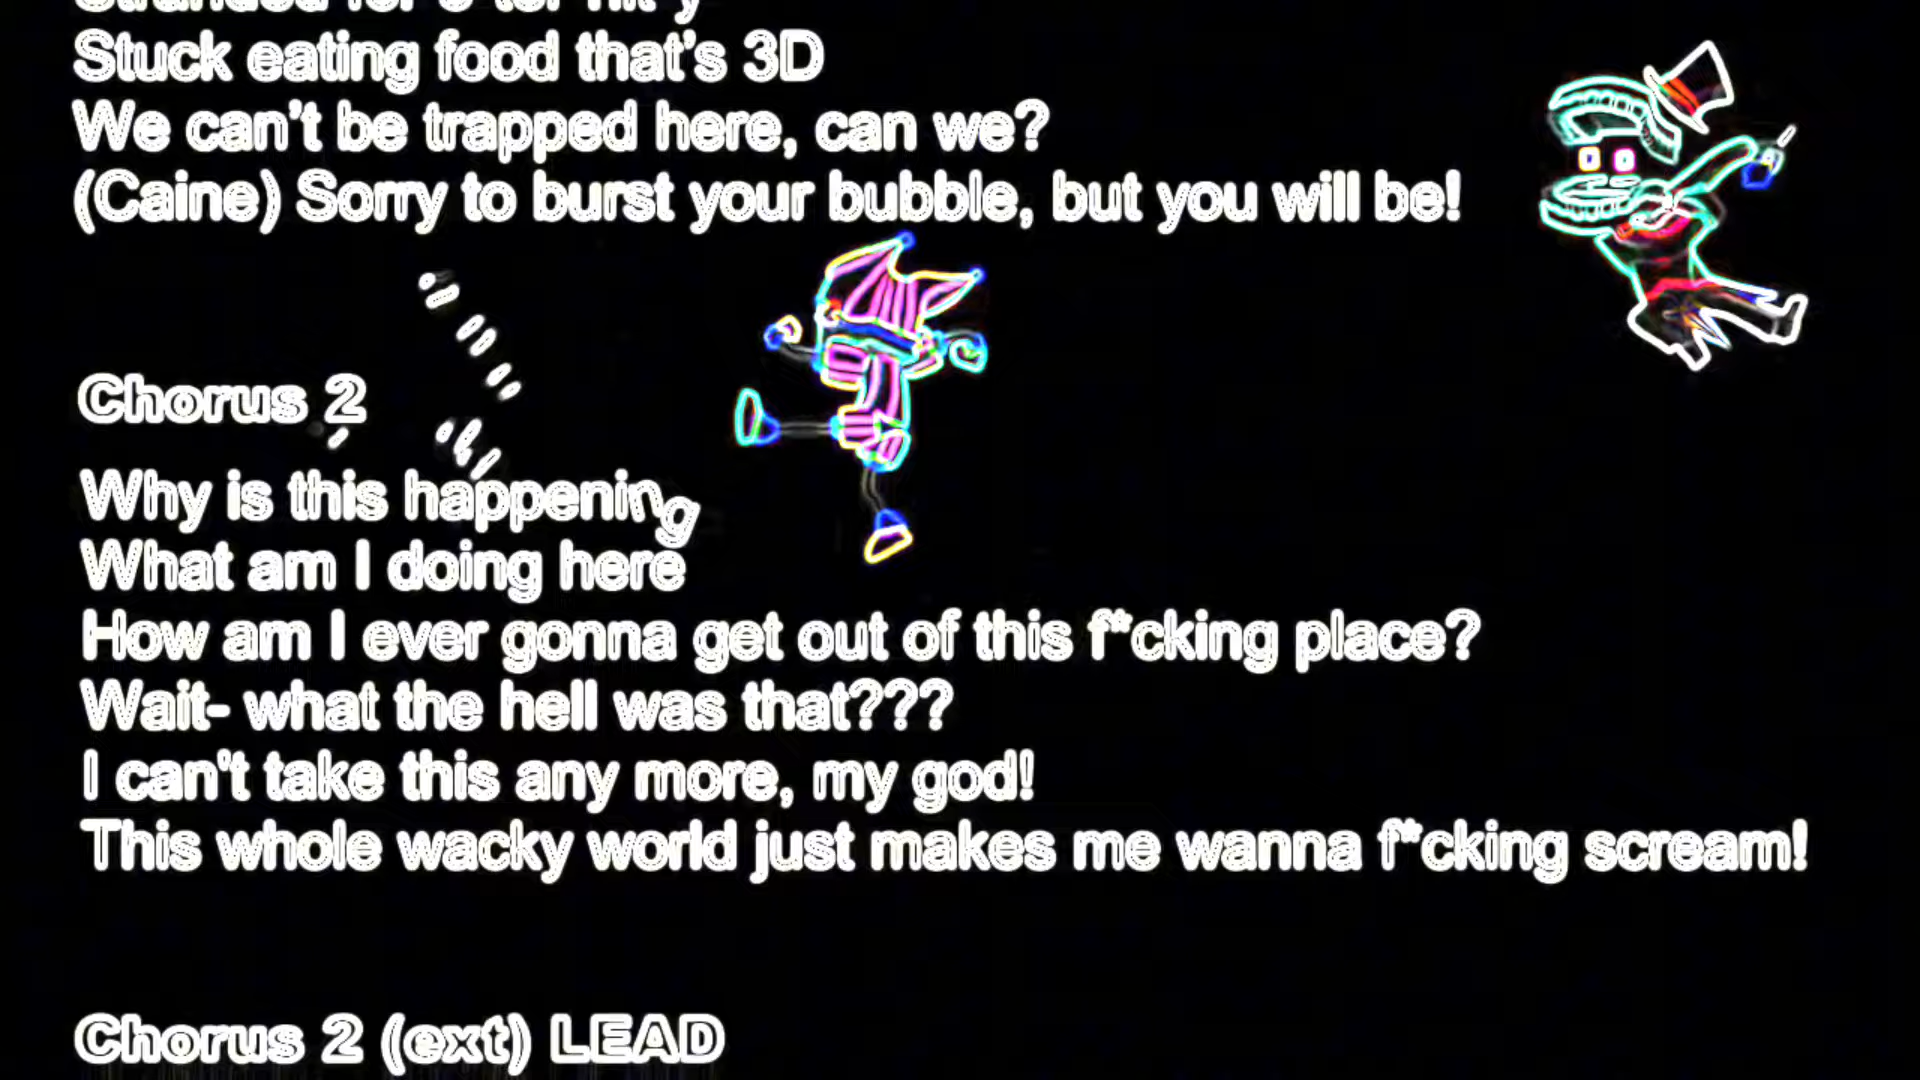 Stuck eating food that's 3D
We can't be trapped here, can we?
(Caine) Sorry to burst your bubble, but you will be!
Chorus 2
Why is this happening
What am I doing here
How am I ever gonna get out of this f*cking place?
Wait- what the hell was that???
I can't take this any more, my god!
This whole wacky world just makes me wanna f*cking scream!
Chorus 2 (ext) LEAD